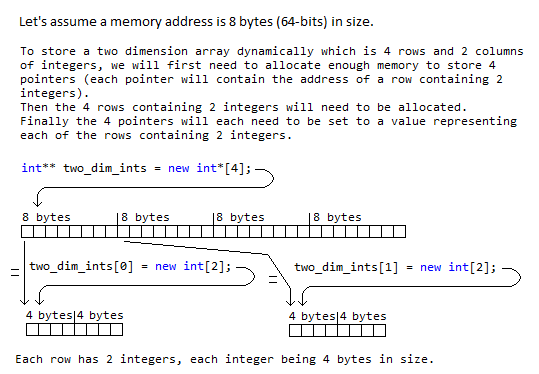 Let's assume a memory address is 8 bytes (64-bits) in size.
To store a two dimension array dynamically which is 4 rows and 2 columns
of integers, we will first need to allocate enough memory to store 4
pointers (each pointer will contain the address of a row containing 2
integers).
Then the 4 rows containing 2 integers will need to be allocated.
Finally the 4 pointers will each need to be set to a value representing
each of the rows containing 2 integers.
int** two_dim_ints = new int*[4];
8 bytes |8 bytes |8 bytes |8 bytes
= two_dim_ints[0] = new int[2]; = two_dim_ints[1] = new int[2];
4 bytes|4 bytes 4 bytes|4 bytes
Each row has 2 integers, each integer being 4 bytes in size.